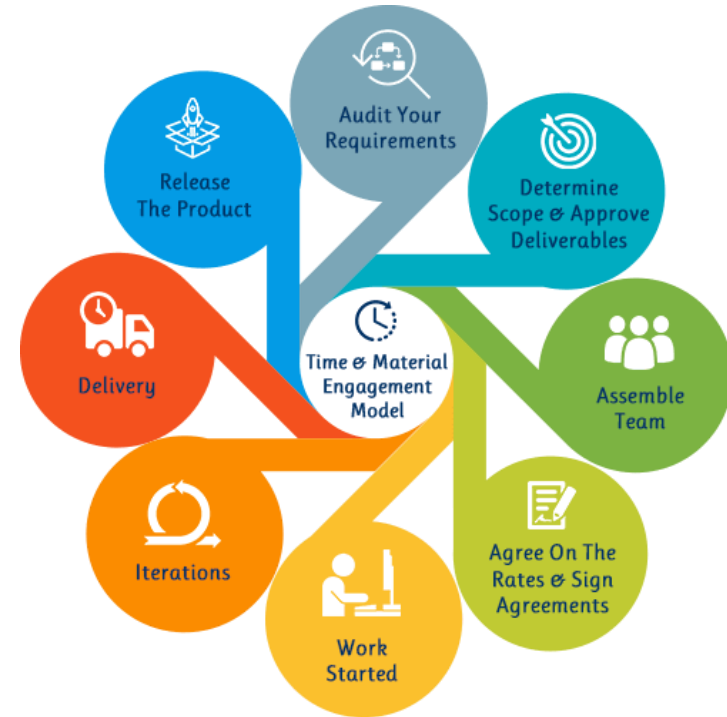 Audit Your
Requirements
Determine
Scope & Approve
Deliverables
Assemble
Team
Agree On The
Rates & Sign
Agreements
Work
Started
Iterations
Delivery
Release
The Product
Time & Material
Engagement
Model